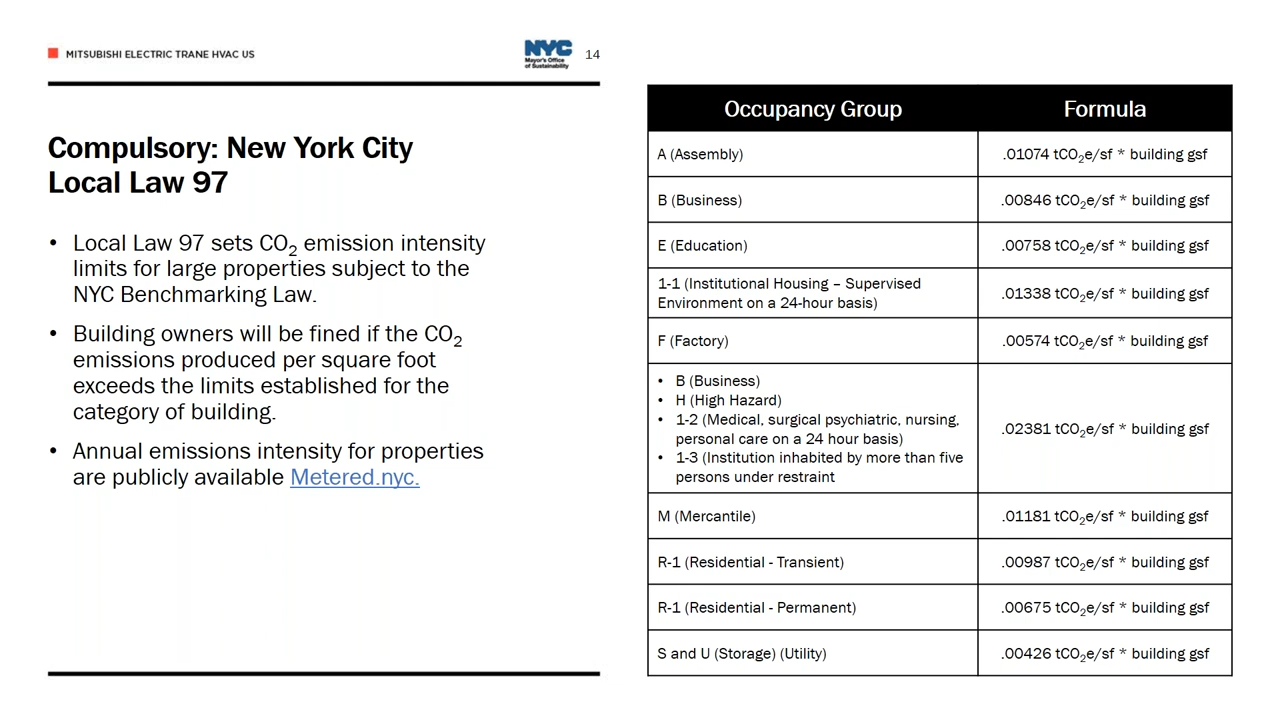 MITSUBISHI ELECTRIC TRANE HVAC US
NYC
Mayor's Office
of Sustainability
14
Compulsory: New York City
Local Law 97
• Local Law 97 sets CO₂ emission intensity
limits for large properties subject to the
NYC Benchmarking Law.
• Building owners will be fined if the CO₂
emissions produced per square foot
exceeds the limits established for the
category of building.
• Annual emissions intensity for properties
are publicly available Metered.nyc.
Occupancy Group Formula
A (Assembly) .01074 tCO₂e/sf * building gsf
B (Business) .00846 tCO₂e/sf * building gsf
E (Education) .00758 tCO₂e/sf * building gsf
1-1 (Institutional Housing – Supervised
Environment on a 24-hour basis)
.01338 tCO₂e/sf * building gsf
F (Factory) .00574 tCO₂e/sf * building gsf
• B (Business)
• H (High Hazard)
• 1-2 (Medical, surgical psychiatric, nursing,
personal care on a 24 hour basis)
• 1-3 (Institution inhabited by more than five
persons under restraint
.02381 tCO₂e/sf * building gsf
M (Mercantile) .01181 tCO₂e/sf * building gsf
R-1 (Residential - Transient) .00987 tCO₂e/sf * building gsf
R-1 (Residential - Permanent) .00675 tCO₂e/sf * building gsf
S and U (Storage) (Utility) .00426 tCO₂e/sf * building gsf